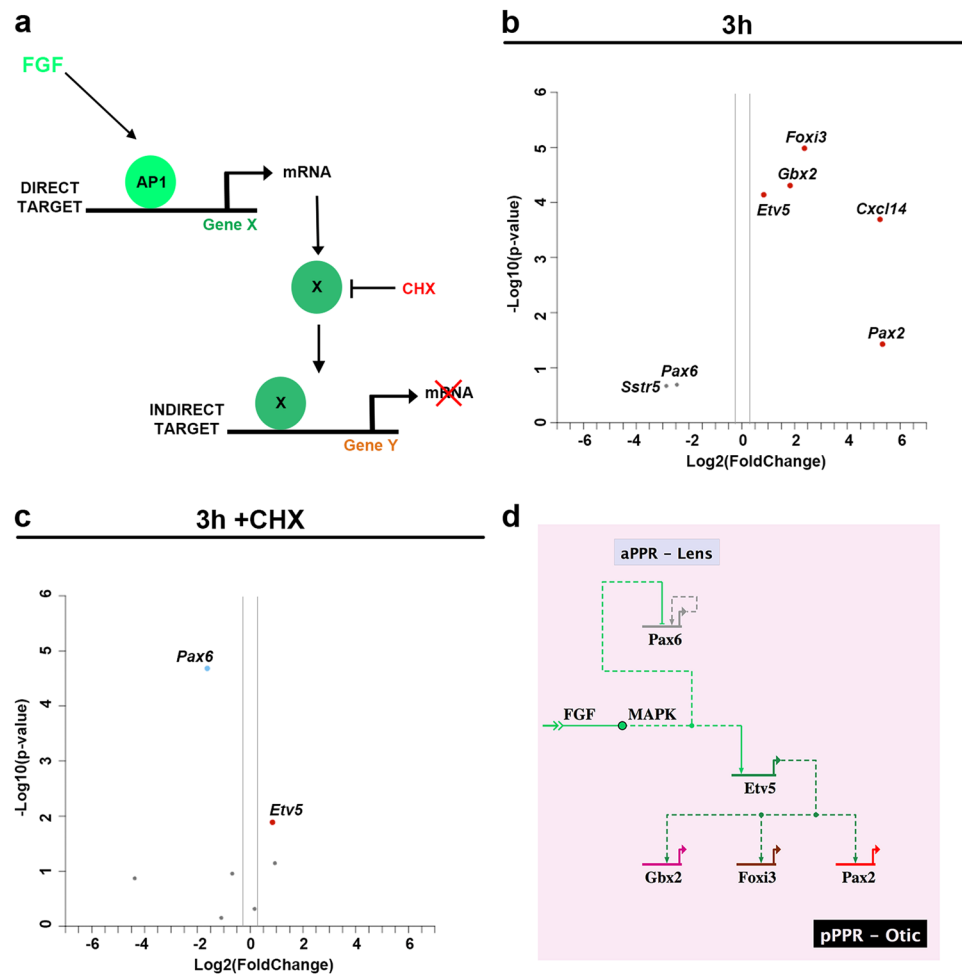 a
FGF
AP1
DIRECT
TARGET
mRNA
Gene X
X
CHX
X
INDIRECT
TARGET
mRNA
Gene Y
b
3h
6
5
4
3
2
1
0
-Log10(p-value)
Foxi3
Gbx2
Etv5
Cxcl14
Pax2
Pax6
Sstr5
-6 -4 -2 0 2 4 6
Log2(FoldChange)
c
3h +CHX
6
5
4
3
2
1
0
-Log10(p-value)
Pax6
Etv5
-6 -4 -2 0 2 4 6
Log2(FoldChange)
d
aPPR – Lens
Pax6
FGF MAPK
Etv5
Gbx2 Foxi3 Pax2
pPPR – Otic